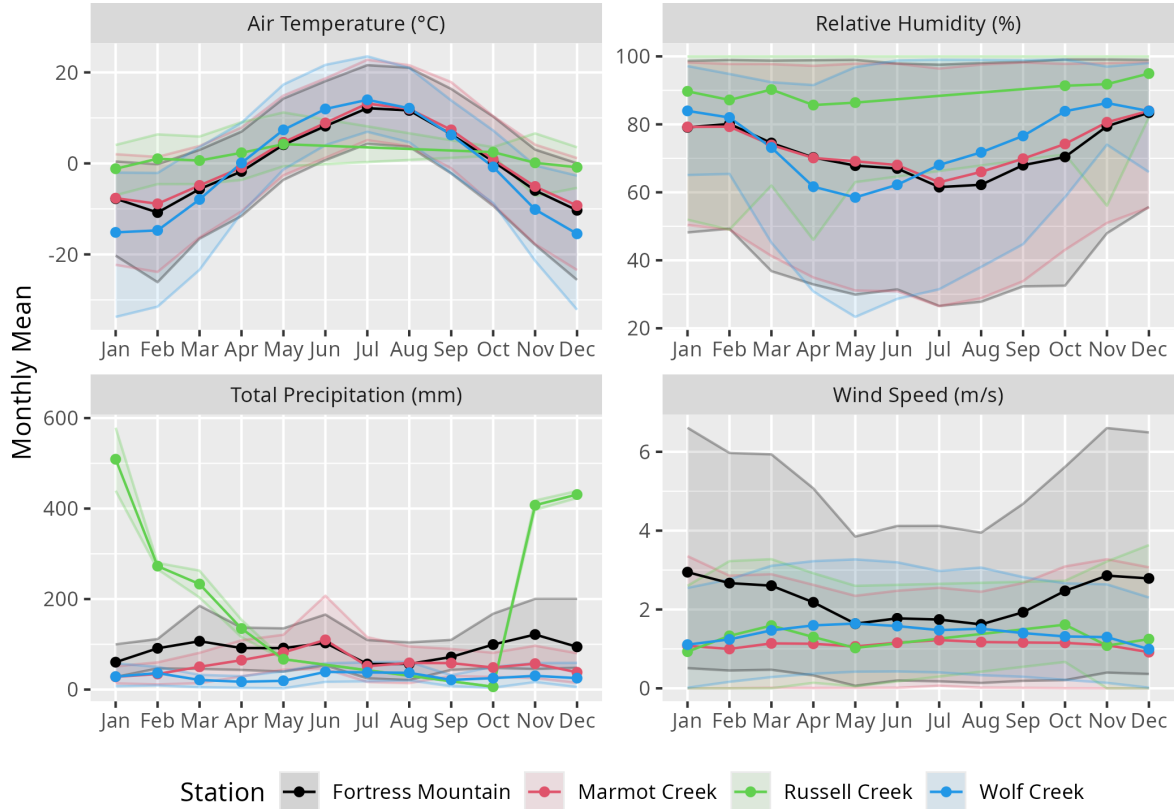 Air Temperature (°C)
Relative Humidity (%)
20
0
-20
Jan Feb Mar Apr May Jun Jul Aug Sep Oct Nov Dec
100
80
60
40
20
Jan Feb Mar Apr May Jun Jul Aug Sep Oct Nov Dec
Monthly Mean
Total Precipitation (mm)
Wind Speed (m/s)
600
400
200
0
Jan Feb Mar Apr May Jun Jul Aug Sep Oct Nov Dec
6
4
2
0
Jan Feb Mar Apr May Jun Jul Aug Sep Oct Nov Dec
Station Fortress Mountain Marmot Creek Russell Creek Wolf Creek